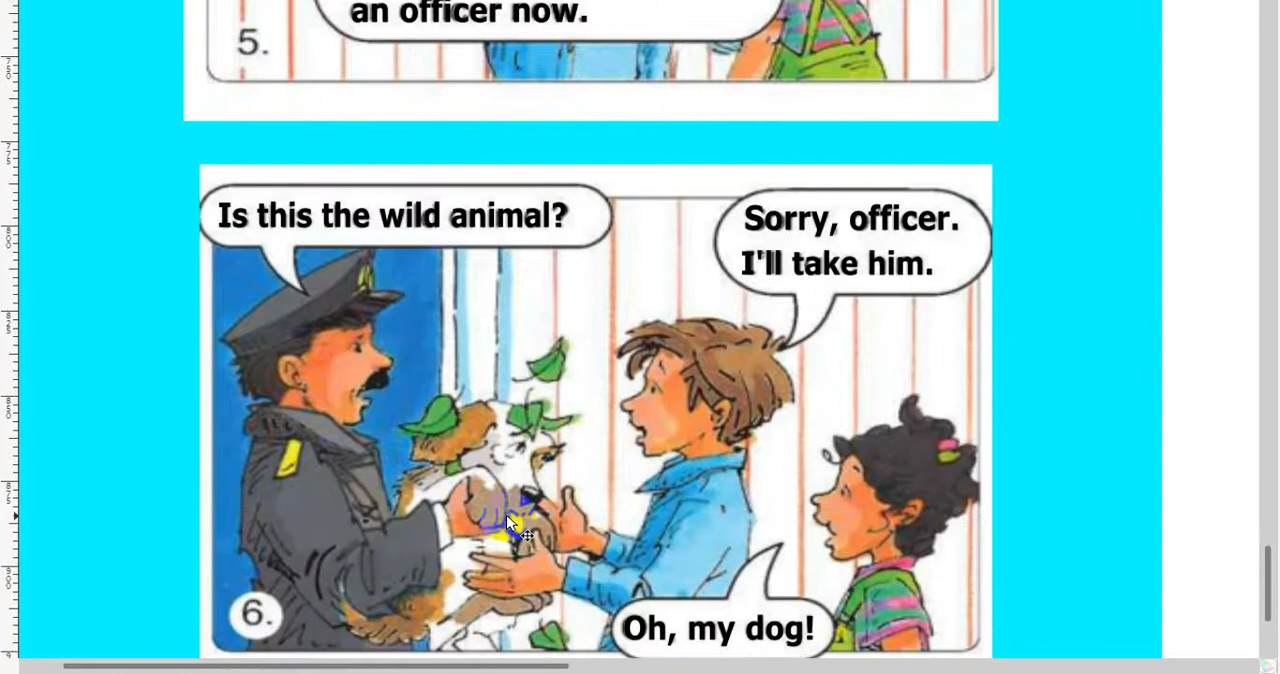 an officer now.
5.
Is this the wild animal?
Sorry, officer.
I'll take him.
6.
Oh, my dog!